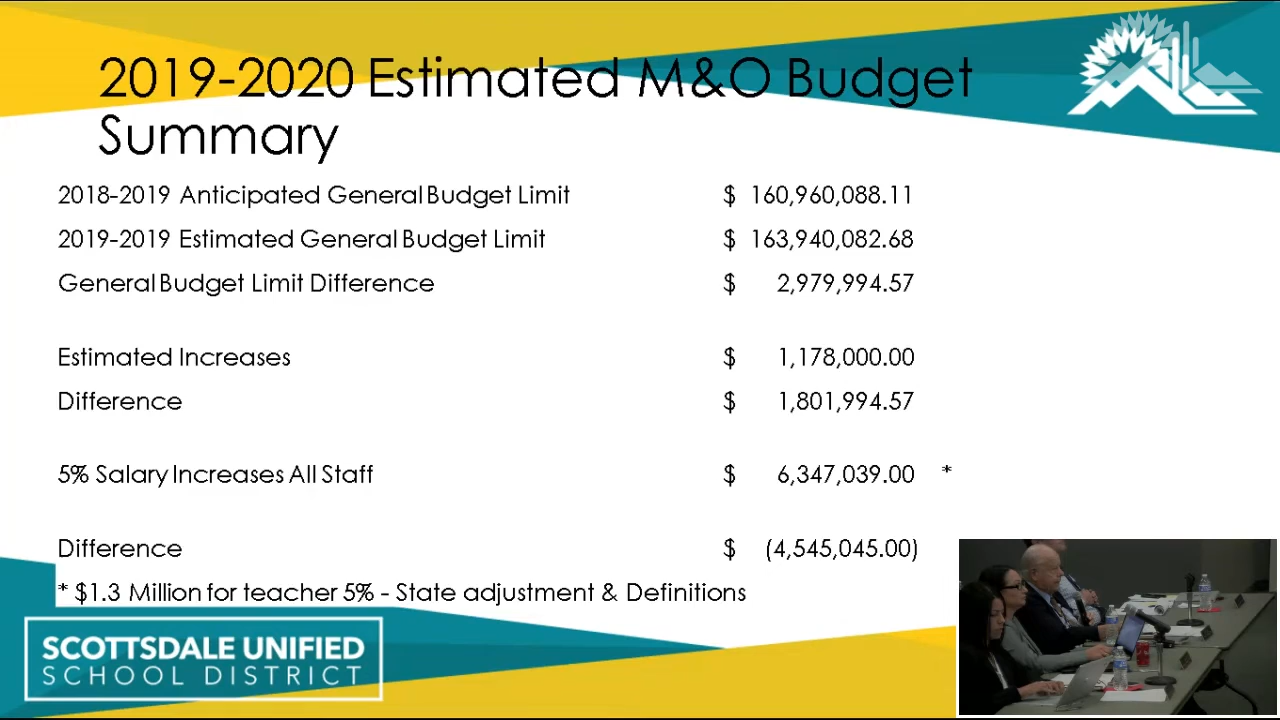 2019-2020 Estimated M&O Budget
Summary
2018-2019 Anticipated General Budget Limit $ 160,960,088.11
2019-2019 Estimated General Budget Limit $ 163,940,082.68
General Budget Limit Difference $ 2,979,994.57
Estimated Increases $ 1,178,000.00
Difference $ 1,801,994.57
5% Salary Increases All Staff $ 6,347,039.00 *
Difference $ (4,545,045.00)
* $1.3 Million for teacher 5% - State adjustment & Definitions
SCOTTSDALE UNIFIED
SCHOOL DISTRICT